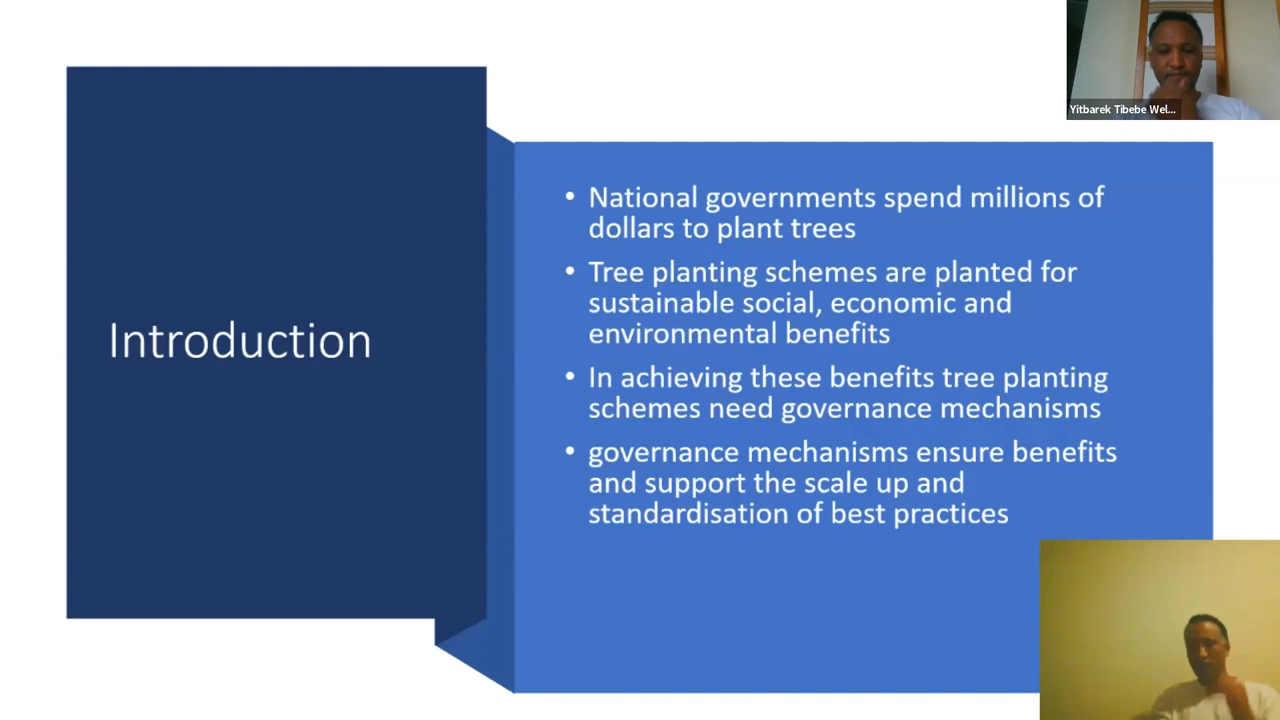 Yitbarek Tibebe Wel...
Introduction
• National governments spend millions of
dollars to plant trees
• Tree planting schemes are planted for
sustainable social, economic and
environmental benefits
• In achieving these benefits tree planting
schemes need governance mechanisms
• governance mechanisms ensure benefits
and support the scale up and
standardisation of best practices